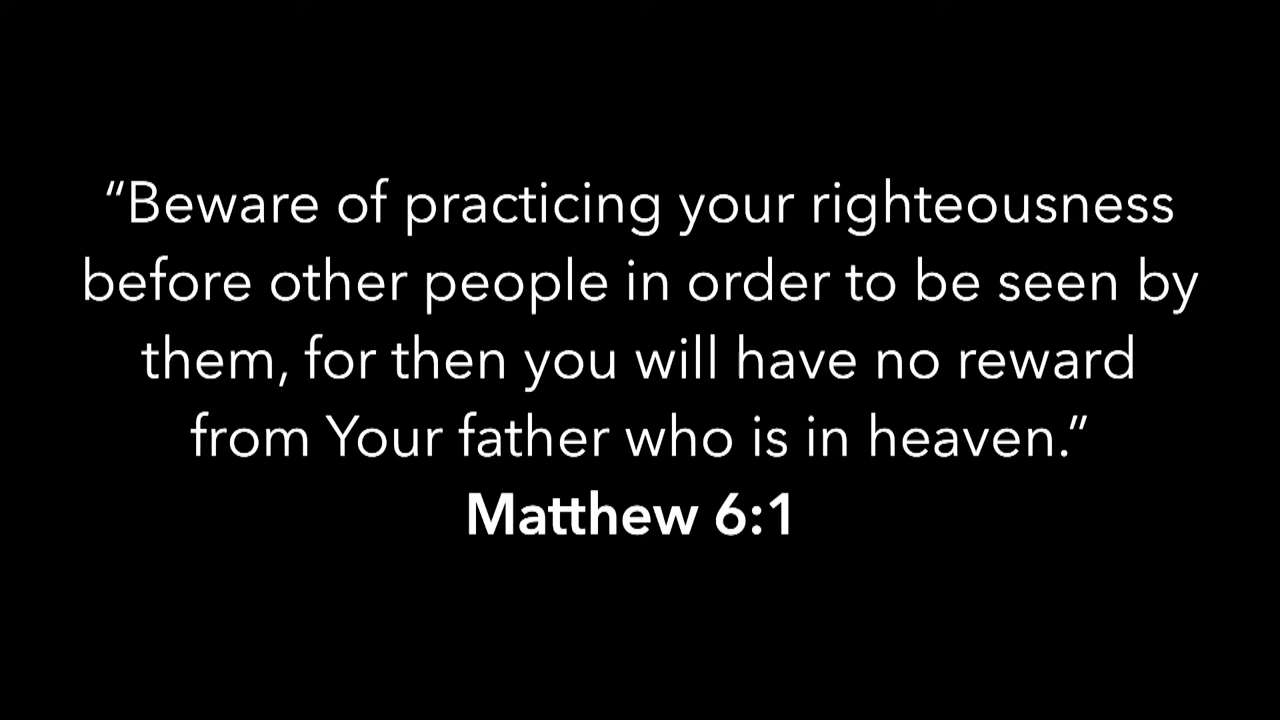 “Beware of practicing your righteousness
before other people in order to be seen by
them, for then you will have no reward
from Your father who is in heaven.”
Matthew 6:1